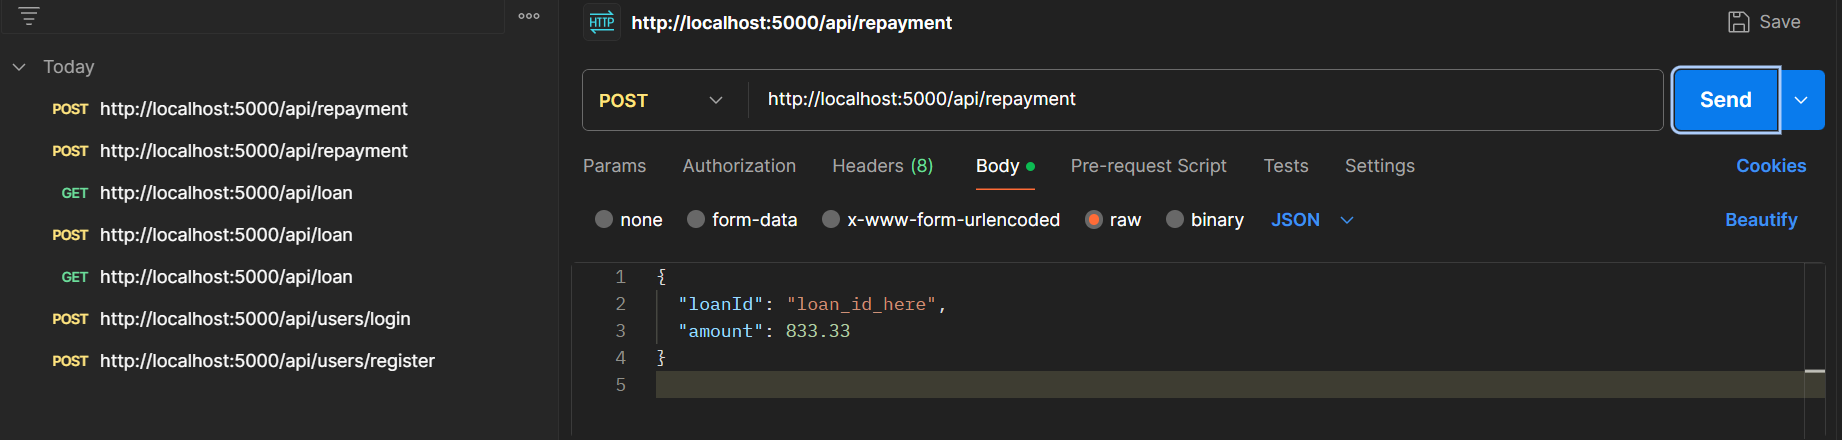 Today
POST http://localhost:5000/api/repayment
POST http://localhost:5000/api/repayment
GET http://localhost:5000/api/loan
POST http://localhost:5000/api/loan
GET http://localhost:5000/api/loan
POST http://localhost:5000/api/users/login
POST http://localhost:5000/api/users/register
HTTP http://localhost:5000/api/repayment Save
POST http://localhost:5000/api/repayment Send
Params Authorization Headers (8) Body Pre-request Script Tests Settings Cookies
none form-data x-www-form-urlencoded raw binary JSON Beautify
1 {
2 "loanId": "loan_id_here",
3 "amount": 833.33
4 }
5